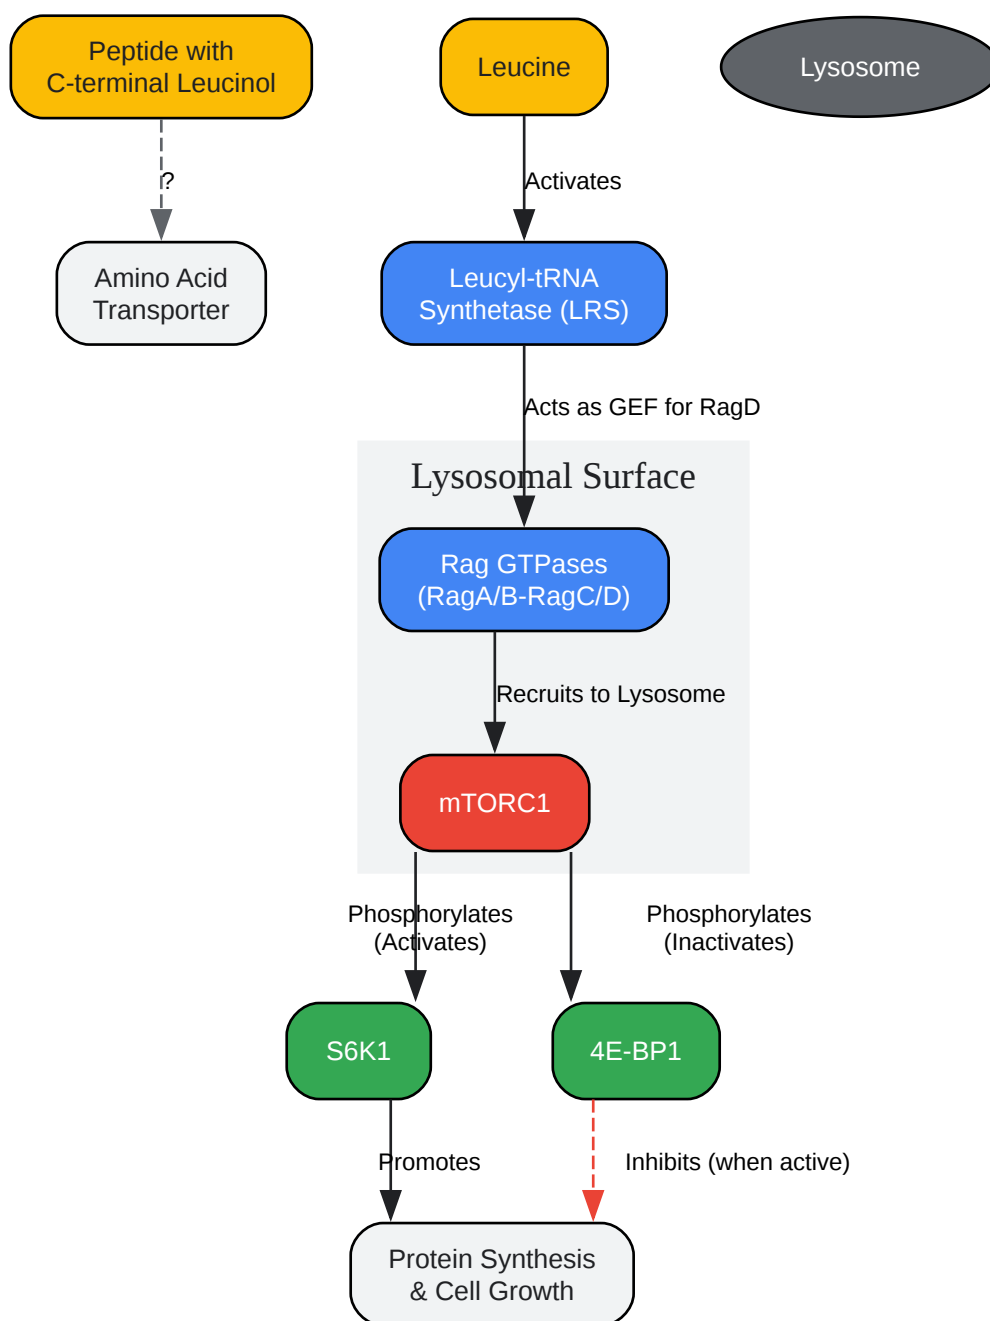 Peptide with
C-terminal Leucinol
Leucine
Lysosome
?
Activates
Amino Acid
Transporter
Leucyl-tRNA
Synthetase (LRS)
Acts as GEF for RagD
Lysosomal Surface
Rag GTPases
(RagA/B-RagC/D)
Recruits to Lysosome
mTORC1
Phosphorylates
(Activates)
Phosphorylates
(Inactivates)
S6K1
4E-BP1
Promotes
Inhibits (when active)
Protein Synthesis
& Cell Growth